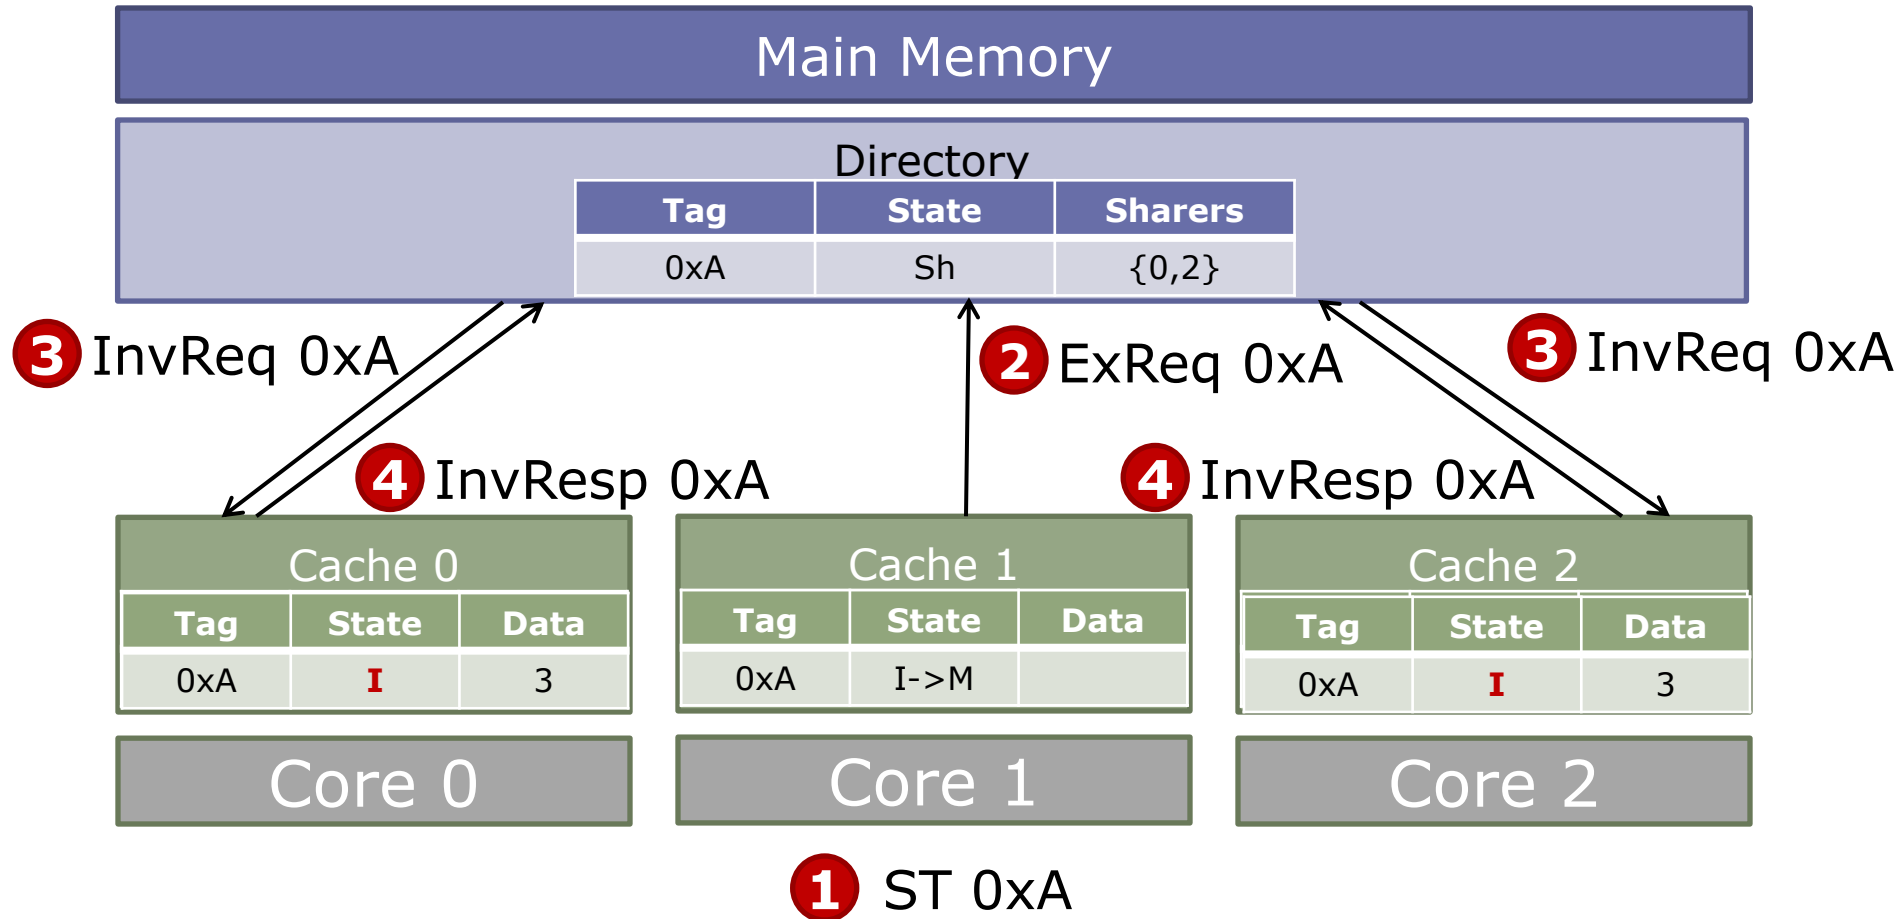 Main Memory
Directory
Tag State Sharers
0xA Sh {0,2}
3 InvReq 0xA
2 ExReq 0xA
3 InvReq 0xA
4 InvResp 0xA
4 InvResp 0xA
Cache 0
Tag State Data
0xA I 3
Cache 1
Tag State Data
0xA I->M
Cache 2
Tag State Data
0xA I 3
Core 0
Core 1
Core 2
1 ST 0xA